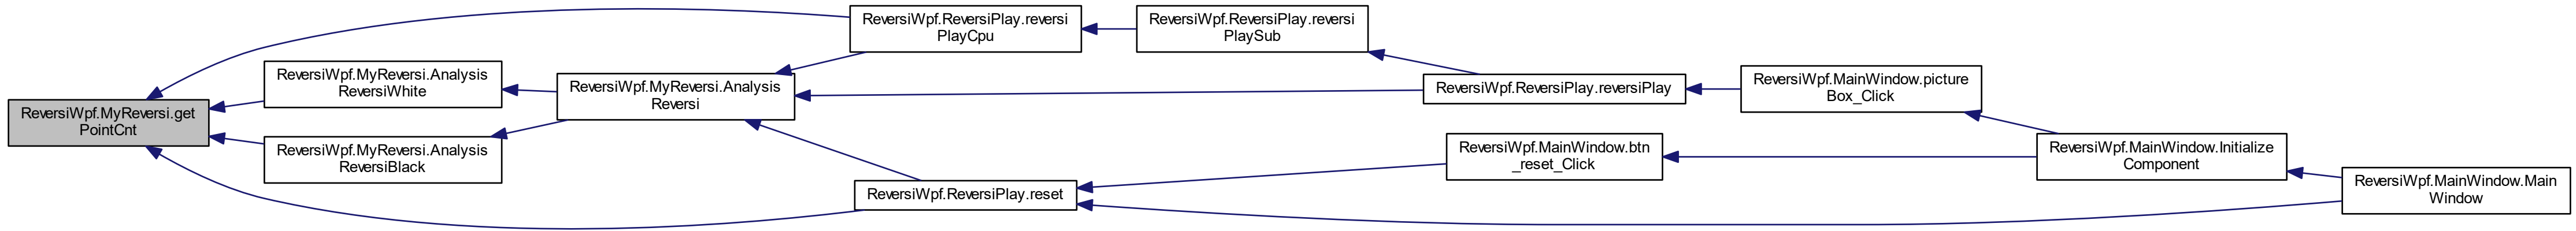 ReversiWpf.MyReversi.get
PointCnt
ReversiWpf.MyReversi.Analysis
ReversiWhite
ReversiWpf.MyReversi.Analysis
ReversiBlack
ReversiWpf.MyReversi.Analysis
Reversi
ReversiWpf.ReversiPlay.reversi
PlayCpu
ReversiWpf.ReversiPlay.reset
ReversiWpf.ReversiPlay.reversi
PlaySub
ReversiWpf.ReversiPlay.reversiPlay
ReversiWpf.MainWindow.btn
_reset_Click
ReversiWpf.MainWindow.picture
Box_Click
ReversiWpf.MainWindow.Initialize
Component
ReversiWpf.MainWindow.Main
Window